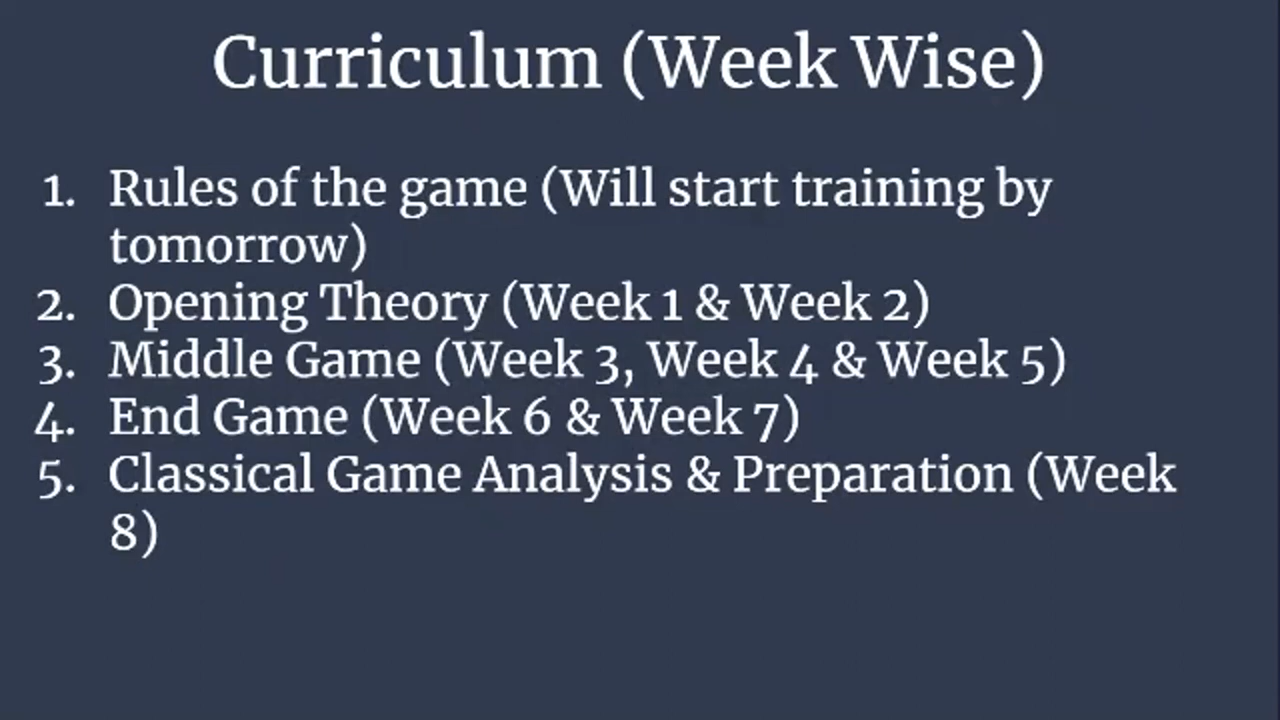 Curriculum (Week Wise)
1. Rules of the game (Will start training by
tomorrow)
2. Opening Theory (Week 1 & Week 2)
3. Middle Game (Week 3, Week 4 & Week 5)
4. End Game (Week 6 & Week 7)
5. Classical Game Analysis & Preparation (Week
8)